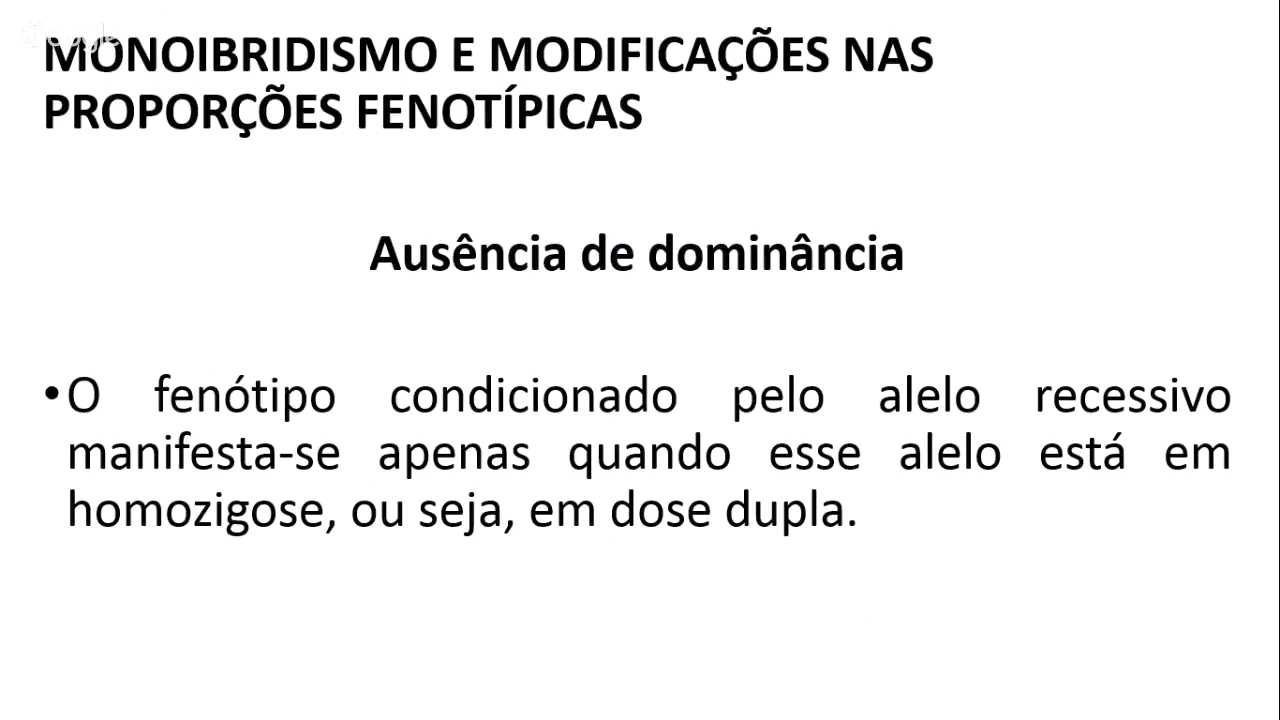 Google
MONOIBRIDISMO E MODIFICAÇÕES NAS
PROPORÇÕES FENOTÍPICAS
Ausência de dominância
• O fenótipo condicionado pelo alelo recessivo
manifesta-se apenas quando esse alelo está em
homozigose, ou seja, em dose dupla.